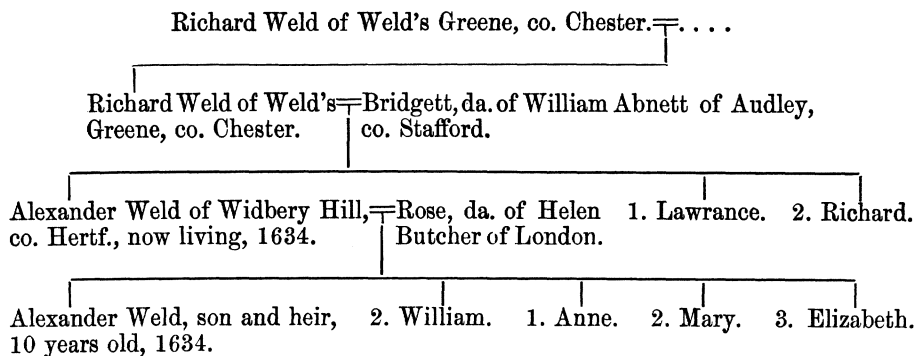 Richard Weld of Weld's Greene, co. Chester.=. . . .
Richard Weld of Weld's=Bridgett, da. of William Abnett of Audley,
Greene, co. Chester. co. Stafford.
Alexander Weld of Widbery Hill,=Rose, da. of Helen 1. Lawrance. 2. Richard.
co. Hertf., now living, 1634. Butcher of London.
Alexander Weld, son and heir, 2. William. 1. Anne. 2. Mary. 3. Elizabeth.
10 years old, 1634.